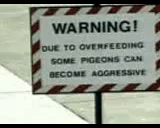 WARNING!
DUE TO OVERFEEDING
SOME PIGEONS CAN
BECOME AGGRESSIVE